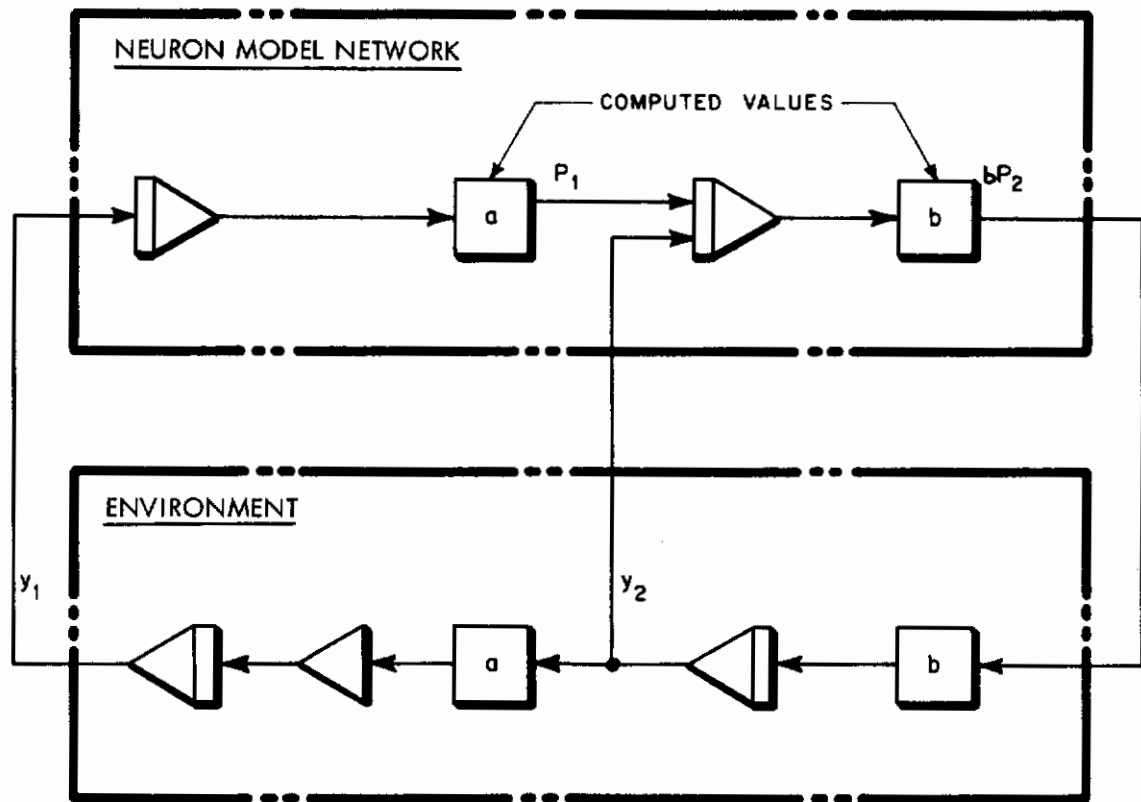 NEURON MODEL NETWORK
COMPUTED VALUES
P₁
bP₂
a
b
ENVIRONMENT
y₁
y₂
a
b